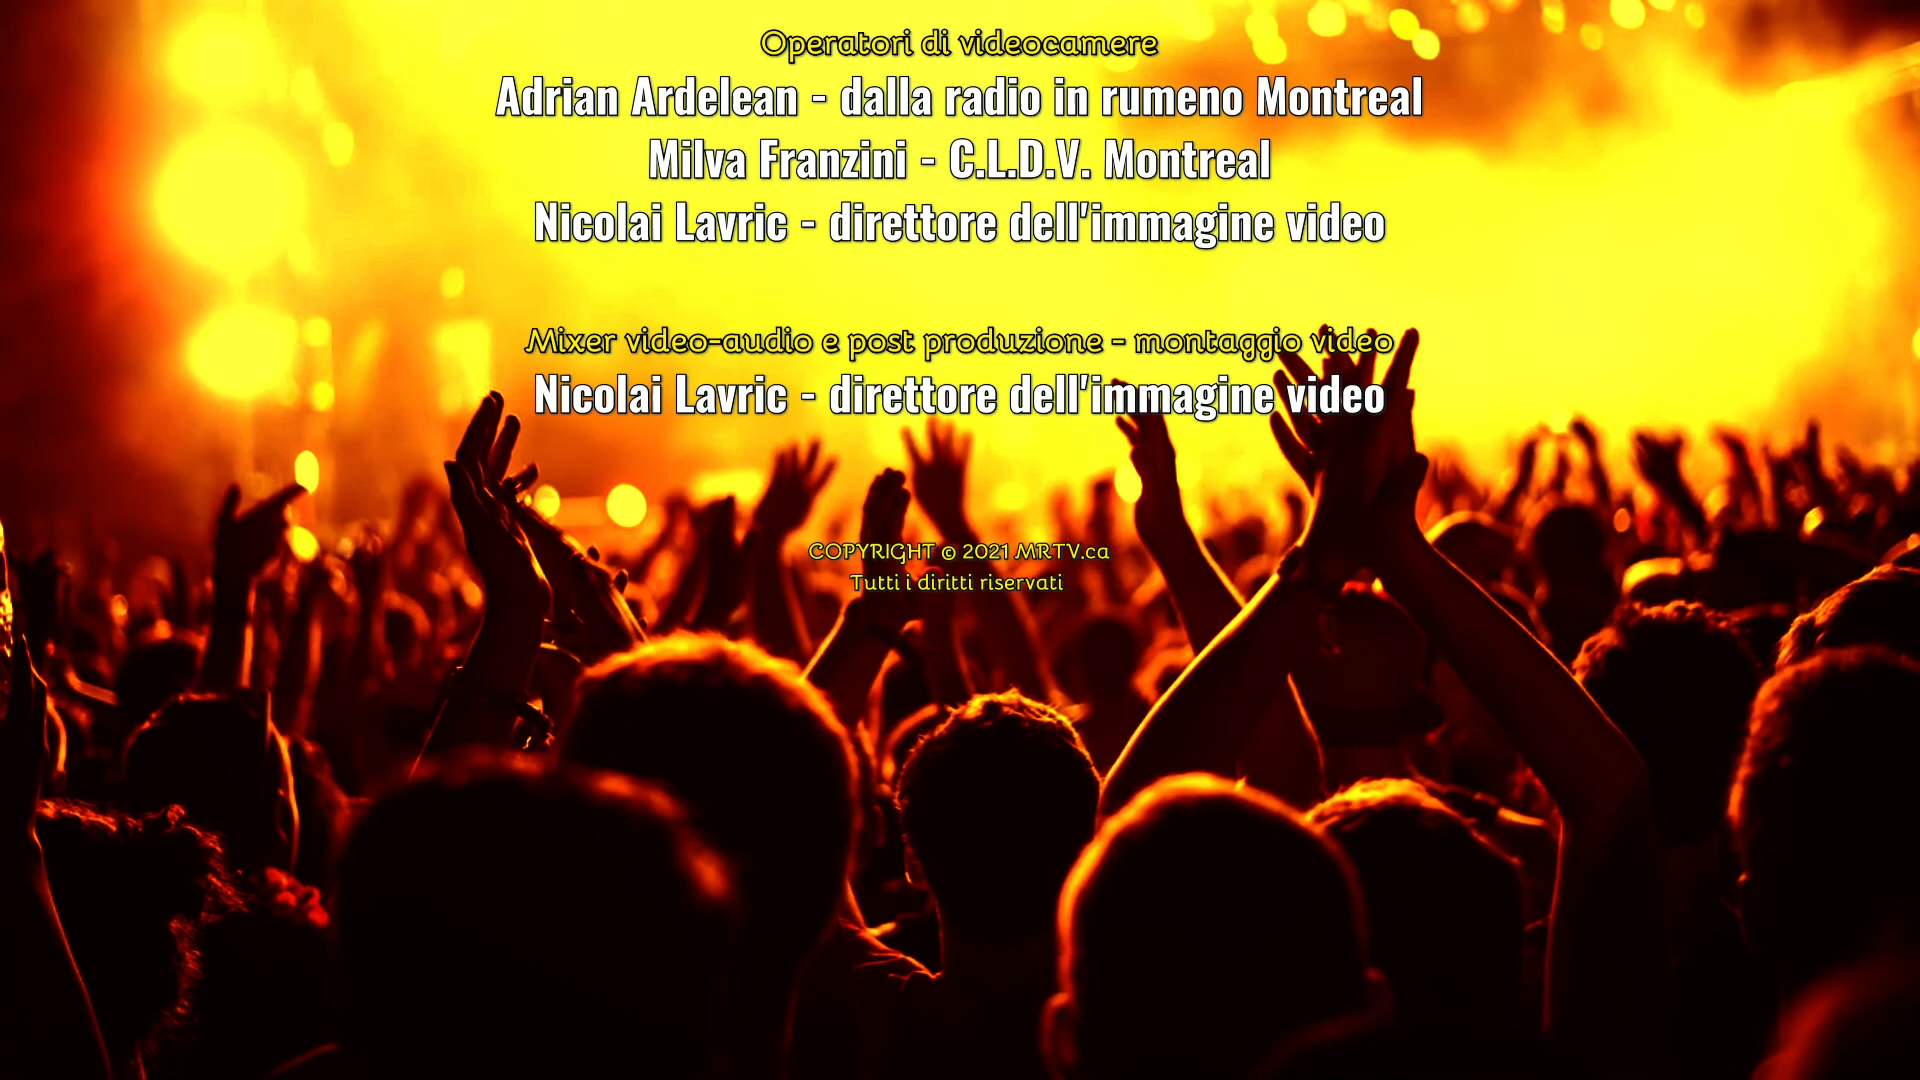 Operatori di videocamere
Adrian Ardelean - dalla radio in rumeno Montreal
Milva Franzini - C.L.D.V. Montreal
Nicolai Lavric - direttore dell'immagine video
Mixer video-audio e post produzione - montaggio video
Nicolai Lavric - direttore dell'immagine video
COPYRIGHT © 2021 MRTV.ca
Tutti i diritti riservati